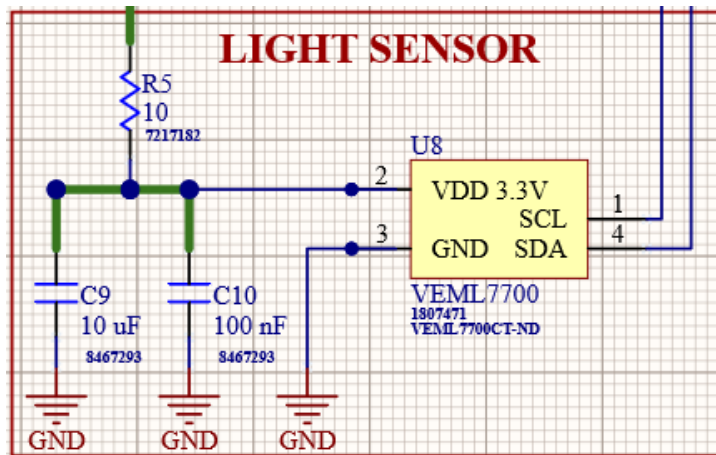 LIGHT SENSOR
R5
10
7217182
U8
2
VDD 3.3V
SCL
1
3
GND
SDA
4
VEML7700
1807471
VEML7700CT-ND
C9
10 uF
8467293
C10
100 nF
8467293
GND
GND
GND